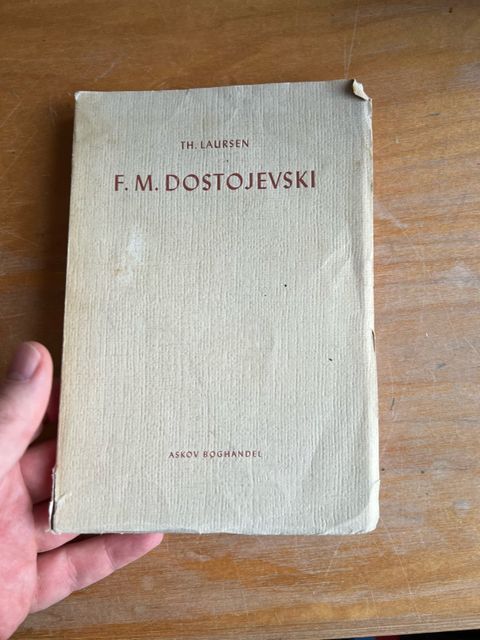 TH. LAURSEN
F. M. DOSTOJEVSKI
ASKOV BOGHANDEL